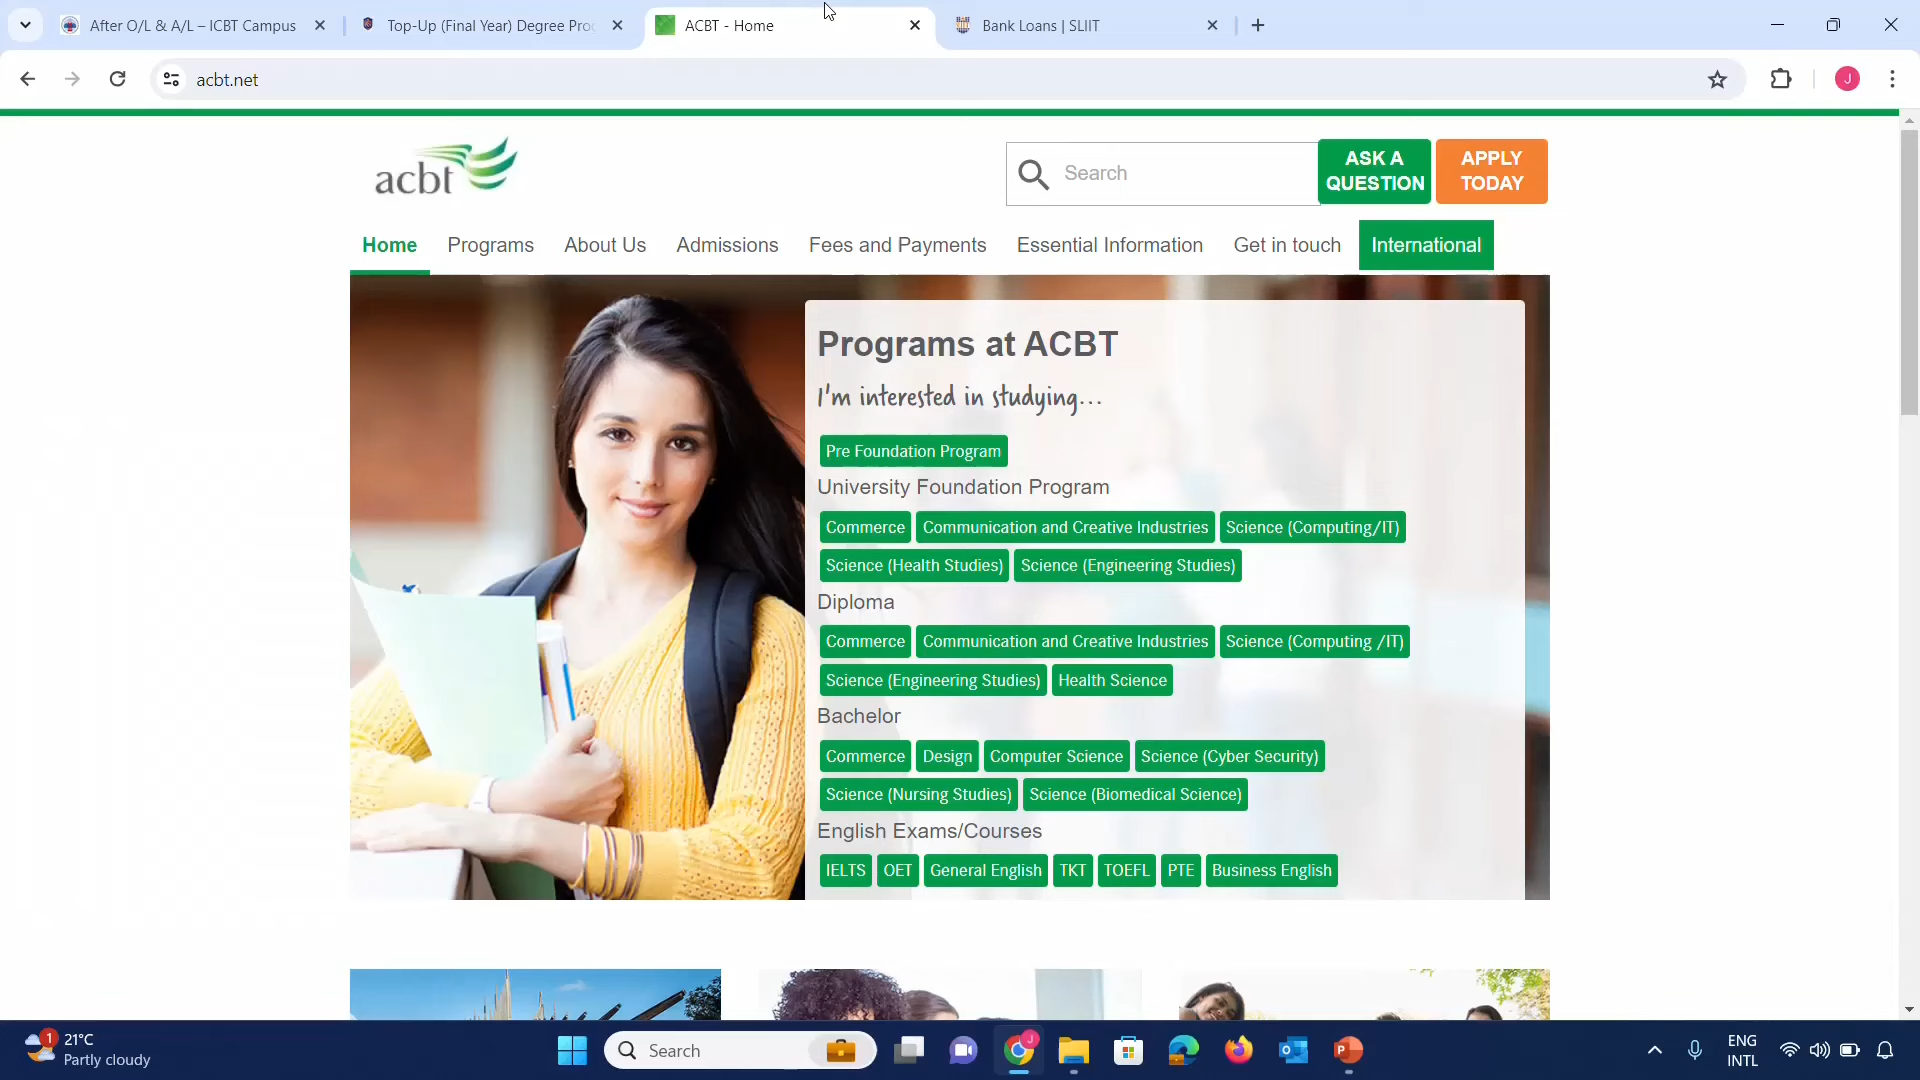 After O/L & A/L – ICBT Campus
Top-Up (Final Year) Degree Pro
ACBT - Home
Bank Loans | SLIIT
acbt.net
J
acbt
Search
ASK A
QUESTION
APPLY
TODAY
Home Programs About Us Admissions Fees and Payments Essential Information Get in touch International
Programs at ACBT
I'm interested in studying...
Pre Foundation Program
University Foundation Program
Commerce Communication and Creative Industries Science (Computing/IT)
Science (Health Studies) Science (Engineering Studies)
Diploma
Commerce Communication and Creative Industries Science (Computing /IT)
Science (Engineering Studies) Health Science
Bachelor
Commerce Design Computer Science Science (Cyber Security)
Science (Nursing Studies) Science (Biomedical Science)
English Exams/Courses
IELTS OET General English TKT TOEFL PTE Business English
1
21°C
Partly cloudy
Search
J
ENG
INTL